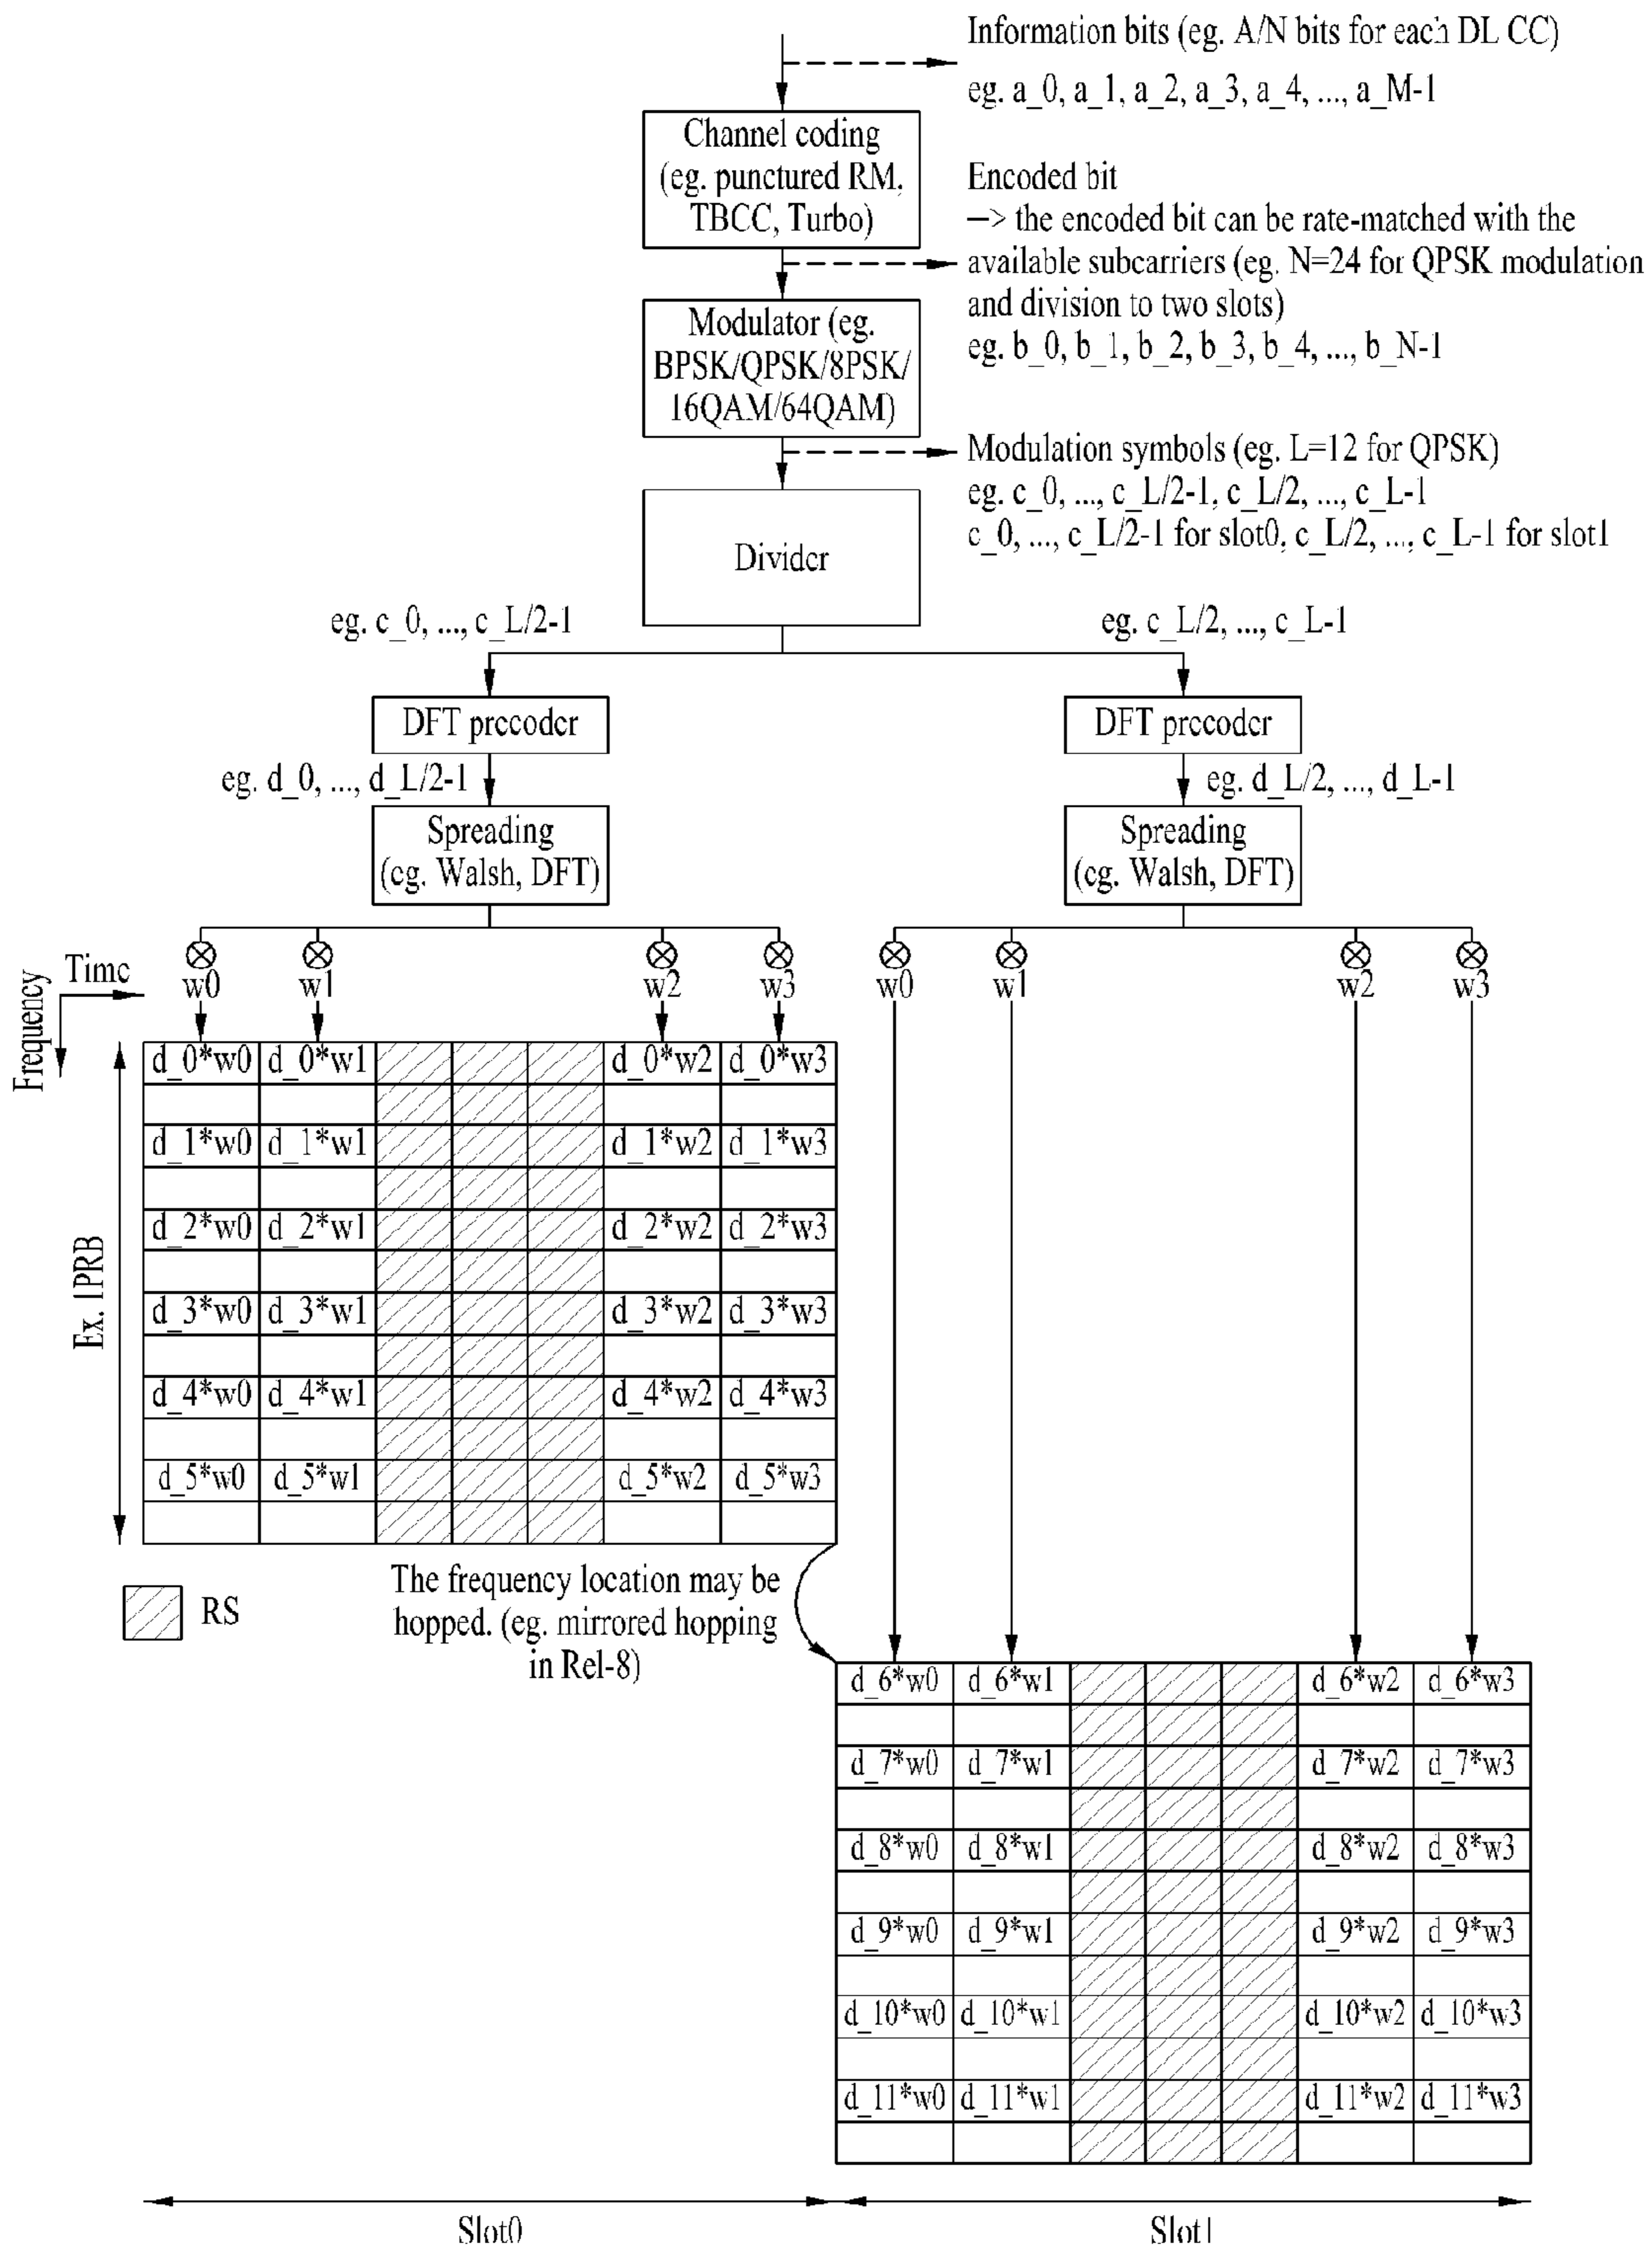 Information bits (eg. A/N bits for each DL CC)
eg. a_0, a_1, a_2, a_3, a_4, ..., a_M-1
Channel coding
(eg. punctured RM,
TBCC, Turbo)
Encoded bit
—> the encoded bit can be rate-matched with the
available subcarriers (eg. N=24 for QPSK modulation
and division to two slots)
eg. b_0, b_1, b_2, b_3, b_4, ..., b_N-1
Modulator (eg.
BPSK/QPSK/8PSK/
16QAM/64QAM)
Modulation symbols (eg. L=12 for QPSK)
eg. c_0, ..., c_L/2-1, c_L/2, ..., c_L-1
c_0, ..., c_L/2-1 for slot0, c_L/2, ..., c_L-1 for slot1
Divider
eg. c_0, ..., c_L/2-1
eg. c_L/2, ..., c_L-1
DFT precoder
DFT precoder
eg. d_0, ..., d_L/2-1
eg. d_L/2, ..., d_L-1
Spreading
(eg. Walsh, DFT)
Spreading
(eg. Walsh, DFT)
Time
Frequency
w0 w1 w2 w3 w0 w1 w2 w3
d_0*w0 d_0*w1 d_0*w2 d_0*w3
d_1*w0 d_1*w1 d_1*w2 d_1*w3
d_2*w0 d_2*w1 d_2*w2 d_2*w3
d_3*w0 d_3*w1 d_3*w2 d_3*w3
d_4*w0 d_4*w1 d_4*w2 d_4*w3
d_5*w0 d_5*w1 d_5*w2 d_5*w3
Ex. 1PRB
RS
The frequency location may be
hopped. (eg. mirrored hopping
in Rel-8)
d_6*w0 d_6*w1 d_6*w2 d_6*w3
d_7*w0 d_7*w1 d_7*w2 d_7*w3
d_8*w0 d_8*w1 d_8*w2 d_8*w3
d_9*w0 d_9*w1 d_9*w2 d_9*w3
d_10*w0 d_10*w1 d_10*w2 d_10*w3
d_11*w0 d_11*w1 d_11*w2 d_11*w3
Slot0
Slot1